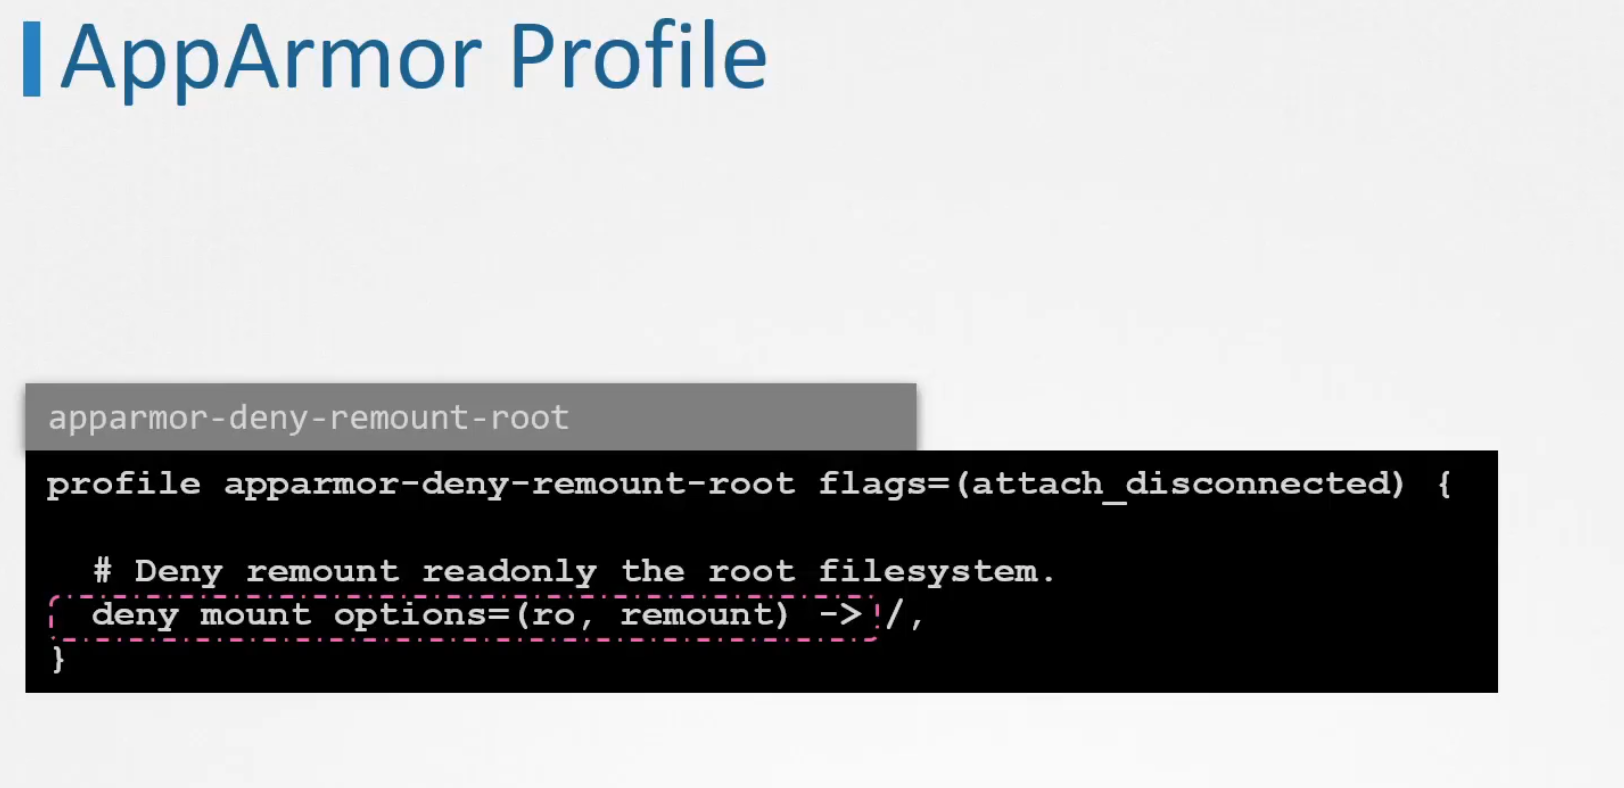 AppArmor Profile
apparmor-deny-remount-root
profile apparmor-deny-remount-root flags=(attach_disconnected) {
# Deny remount readonly the root filesystem.
deny mount options=(ro, remount) -> /,
}